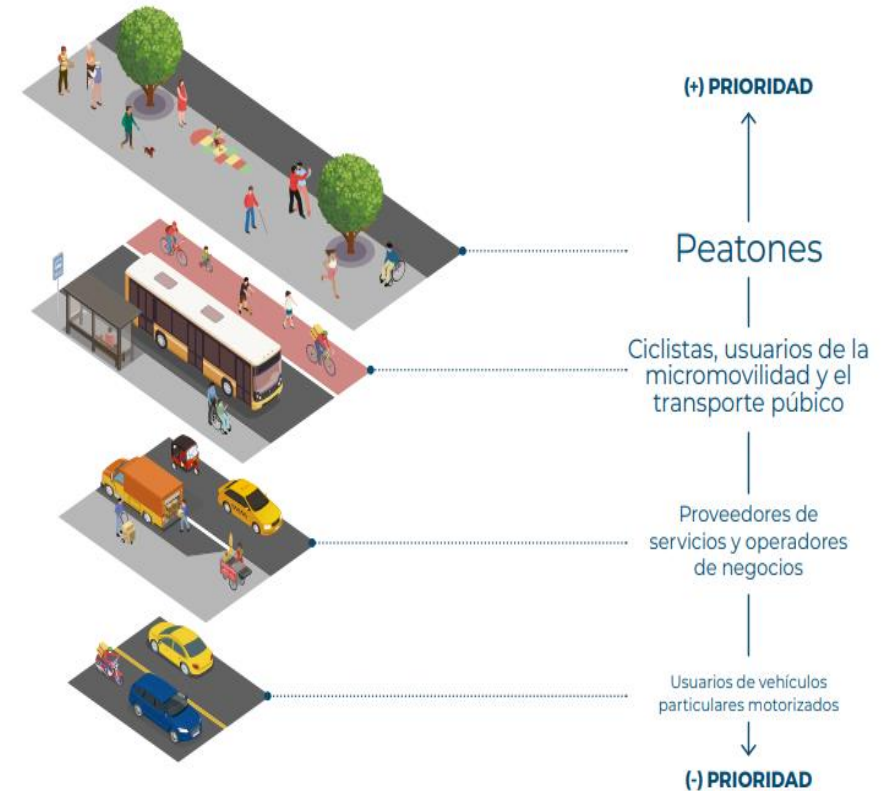 (+) PRIORIDAD
Peatones
Ciclistas, usuarios de la
micromovilidad y el
transporte púbico
Proveedores de
servicios y operadores
de negocios
Usuarios de vehículos
particulares motorizados
(-) PRIORIDAD